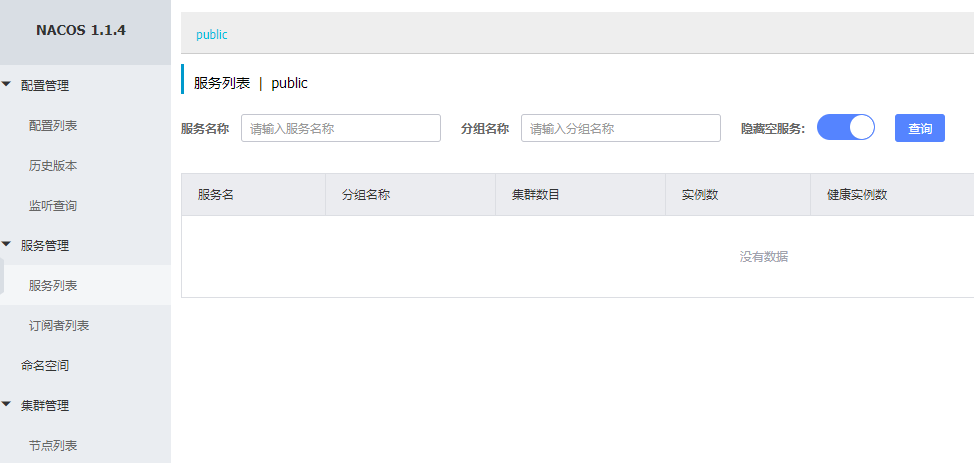 NACOS 1.1.4
配置管理
配置列表
历史版本
监听查询
服务管理
服务列表
订阅者列表
命名空间
集群管理
节点列表
public
服务列表 | public
服务名称 请输入服务名称 分组名称 请输入分组名称 隐藏空服务: 查询
服务名 分组名称 集群数目 实例数 健康实例数
没有数据